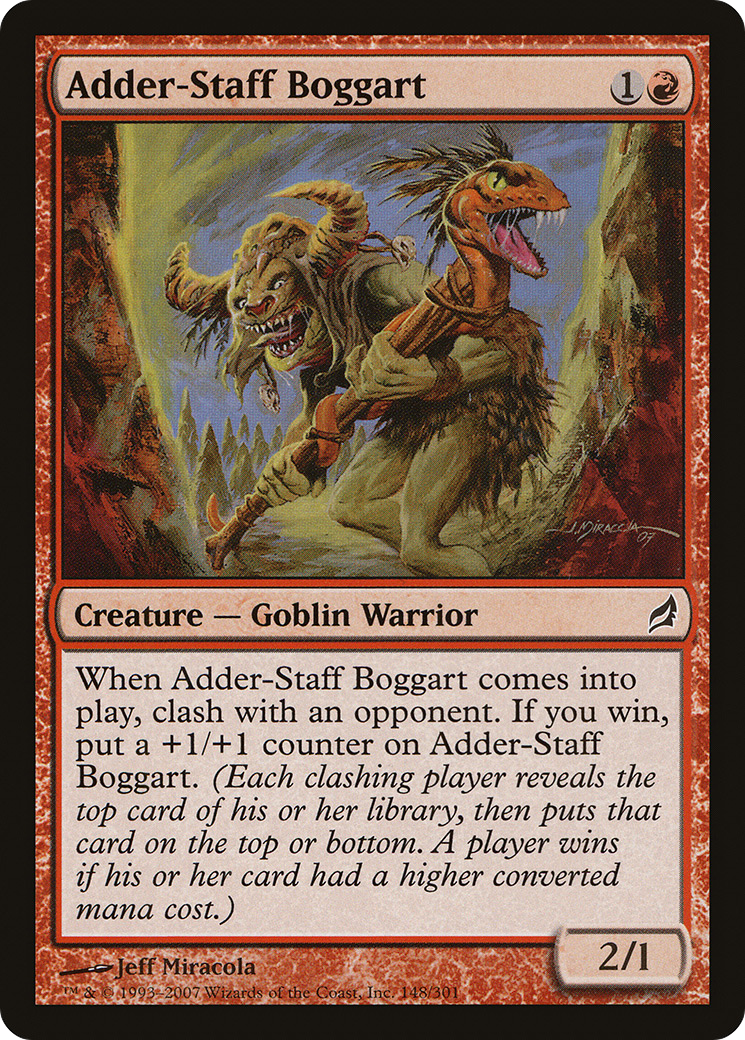 Adder-Staff Boggart 1
J. MIRACOLA
07
Creature — Goblin Warrior
When Adder-Staff Boggart comes into
play, clash with an opponent. If you win,
put a +1/+1 counter on Adder-Staff
Boggart. (Each clashing player reveals the
top card of his or her library, then puts that
card on the top or bottom. A player wins
if his or her card had a higher converted
mana cost.)
2/1
Jeff Miracola
™ & © 1993–2007 Wizards of the Coast, Inc. 148/301